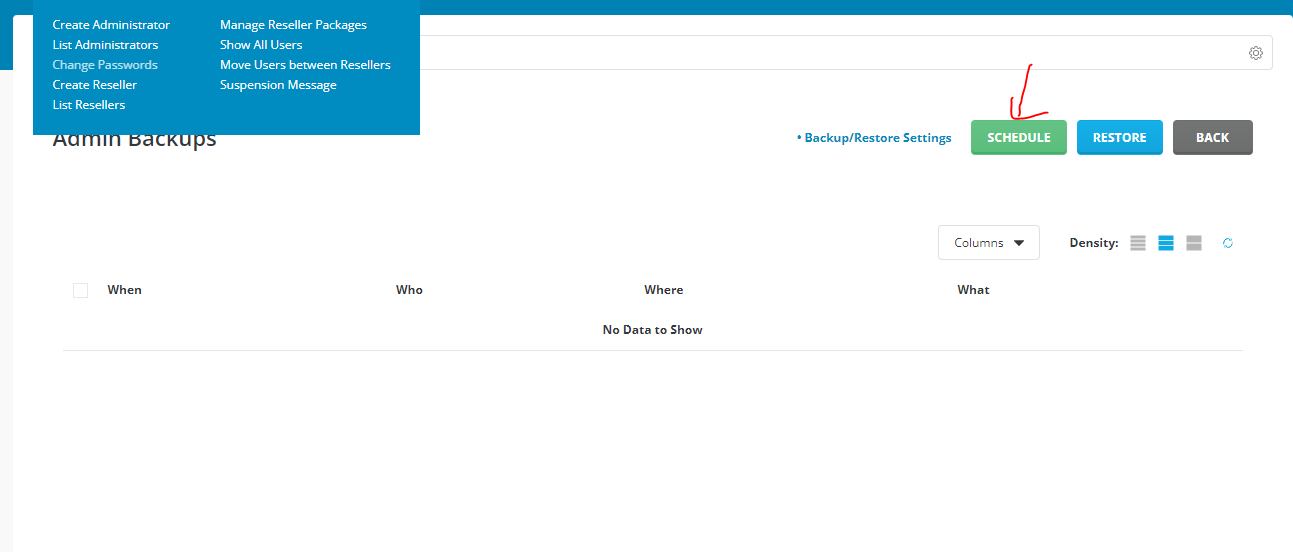 Create Administrator
Manage Reseller Packages
List Administrators
Show All Users
Change Passwords
Move Users between Resellers
Create Reseller
Suspension Message
List Resellers
Admin Backups
• Backup/Restore Settings
SCHEDULE
RESTORE
BACK
Columns
Density:
When
Who
Where
What
No Data to Show